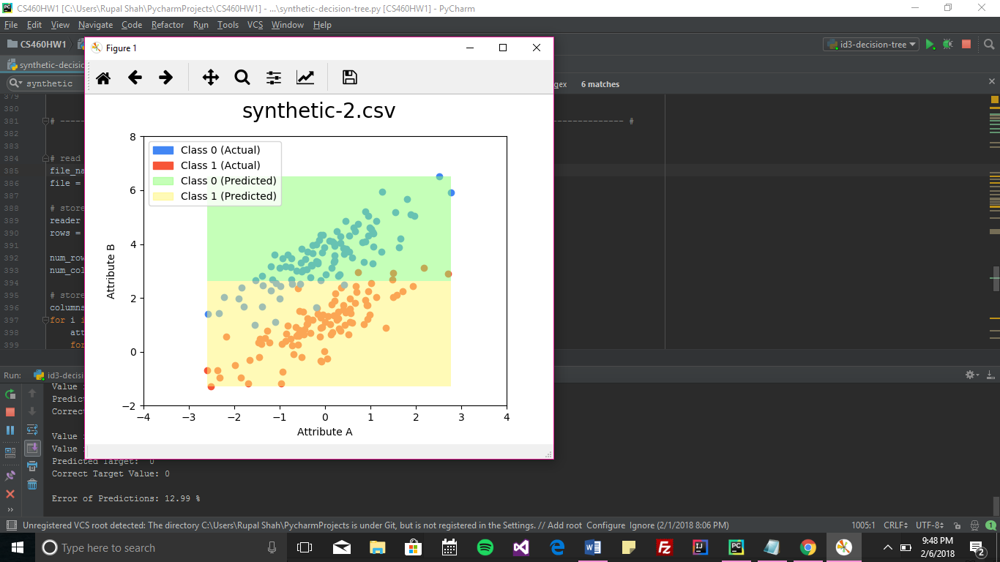 CS460HW1 [C:\Users\Rupal Shah\PycharmProjects\CS460HW1] - ...\synthetic-decision-tree.py [CS460HW1] - PyCharm
File Edit View Navigate Code Refactor Run Tools VCS Window Help
CS460HW1
id3-decision-tree
synthetic-decisio
synthetic
gex
6 matches
Figure 1
synthetic-2.csv
Class 0 (Actual)
Class 1 (Actual)
Class 0 (Predicted)
Class 1 (Predicted)
8
6
4
2
0
−2
Attribute B
−4 −3 −2 −1 0 1 2 3 4
Attribute A
379
380
381 # --- #
382
383
384 # read
385 file_na
386 file =
387
388 # store
389 reader
390 rows =
391
392 num_row
393 num_col
394
395 # store
396 columns
397 for i i
398 att
399 for
Run: id3-decisi
Value
Predict
Correct
Value
Value
Predicted Target: 0
Correct Target Value: 0
Error of Predictions: 12.99 %
Unregistered VCS root detected: The directory C:\Users\Rupal Shah\PycharmProjects is under Git, but is not registered in the Settings. // Add root Configure Ignore (2/1/2018 8:06 PM)
1005:1 CRLF UTF-8 1
Type here to search
9:48 PM
2/6/2018
2